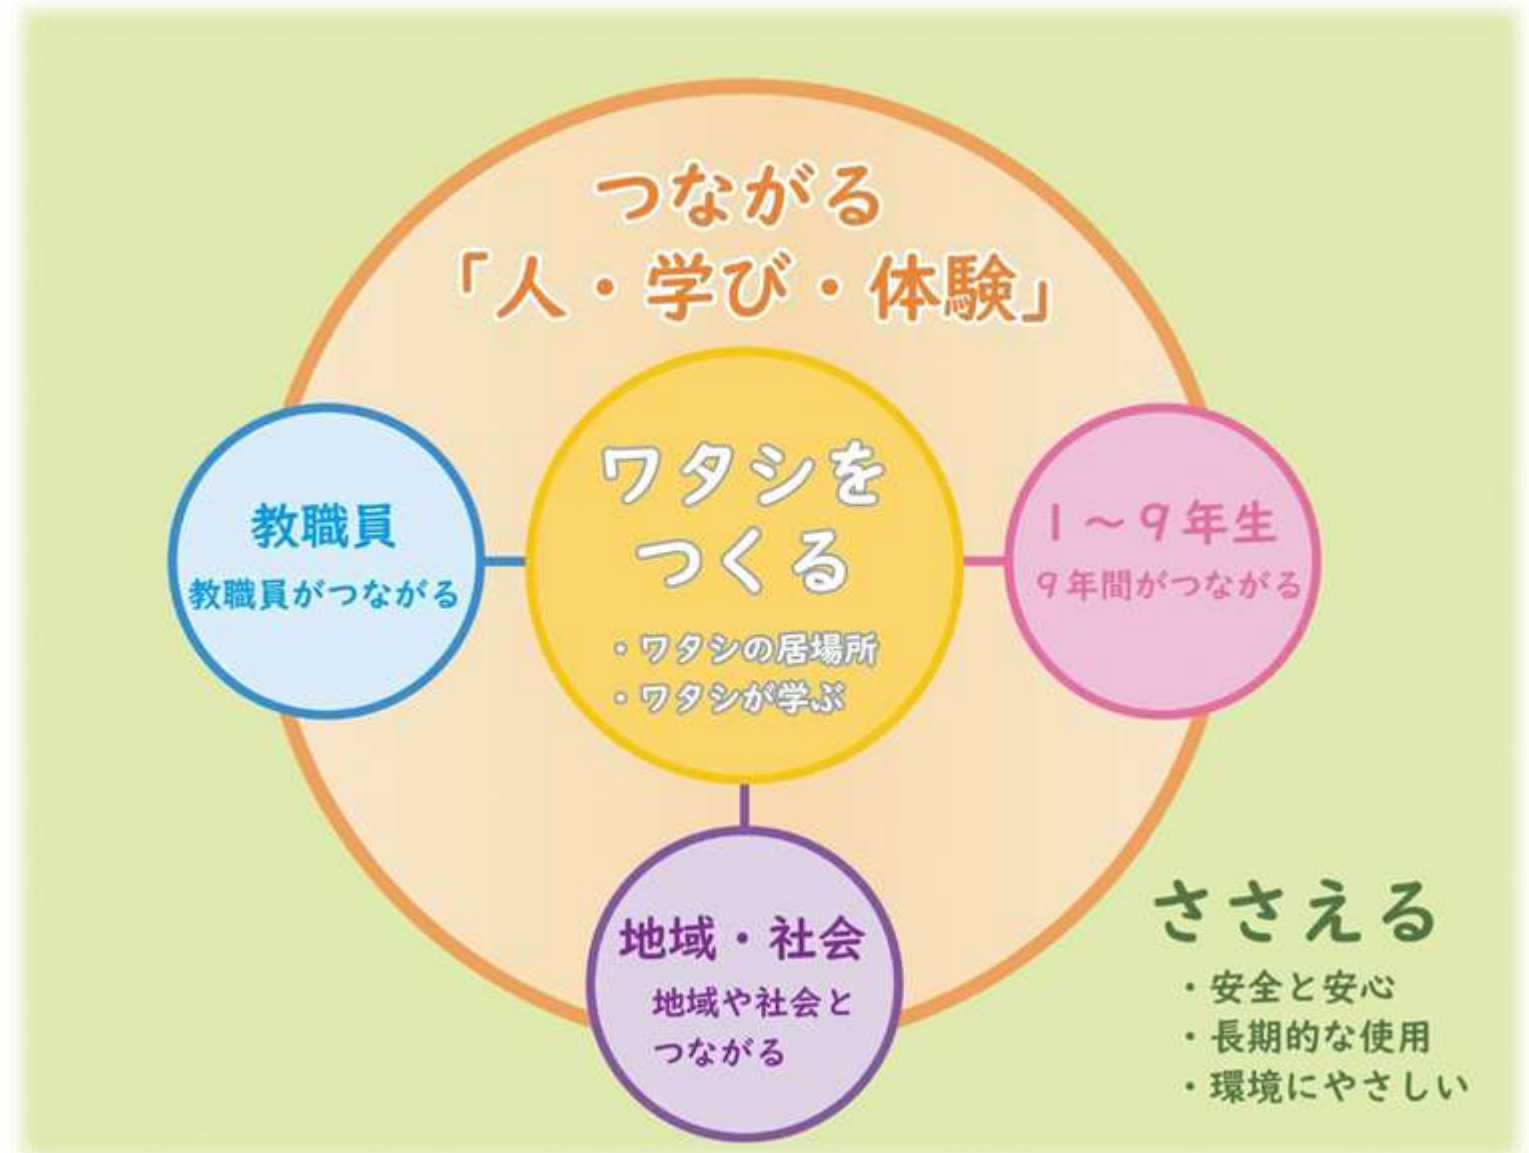 つながる
「人・学び・体験」
ワタシを
つくる
・ワタシの居場所
・ワタシが学ぶ
教職員
教職員がつながる
1～9年生
9年間がつながる
地域・社会
地域や社会と
つながる
ささえる
・安全と安心
・長期的な使用
・環境にやさしい